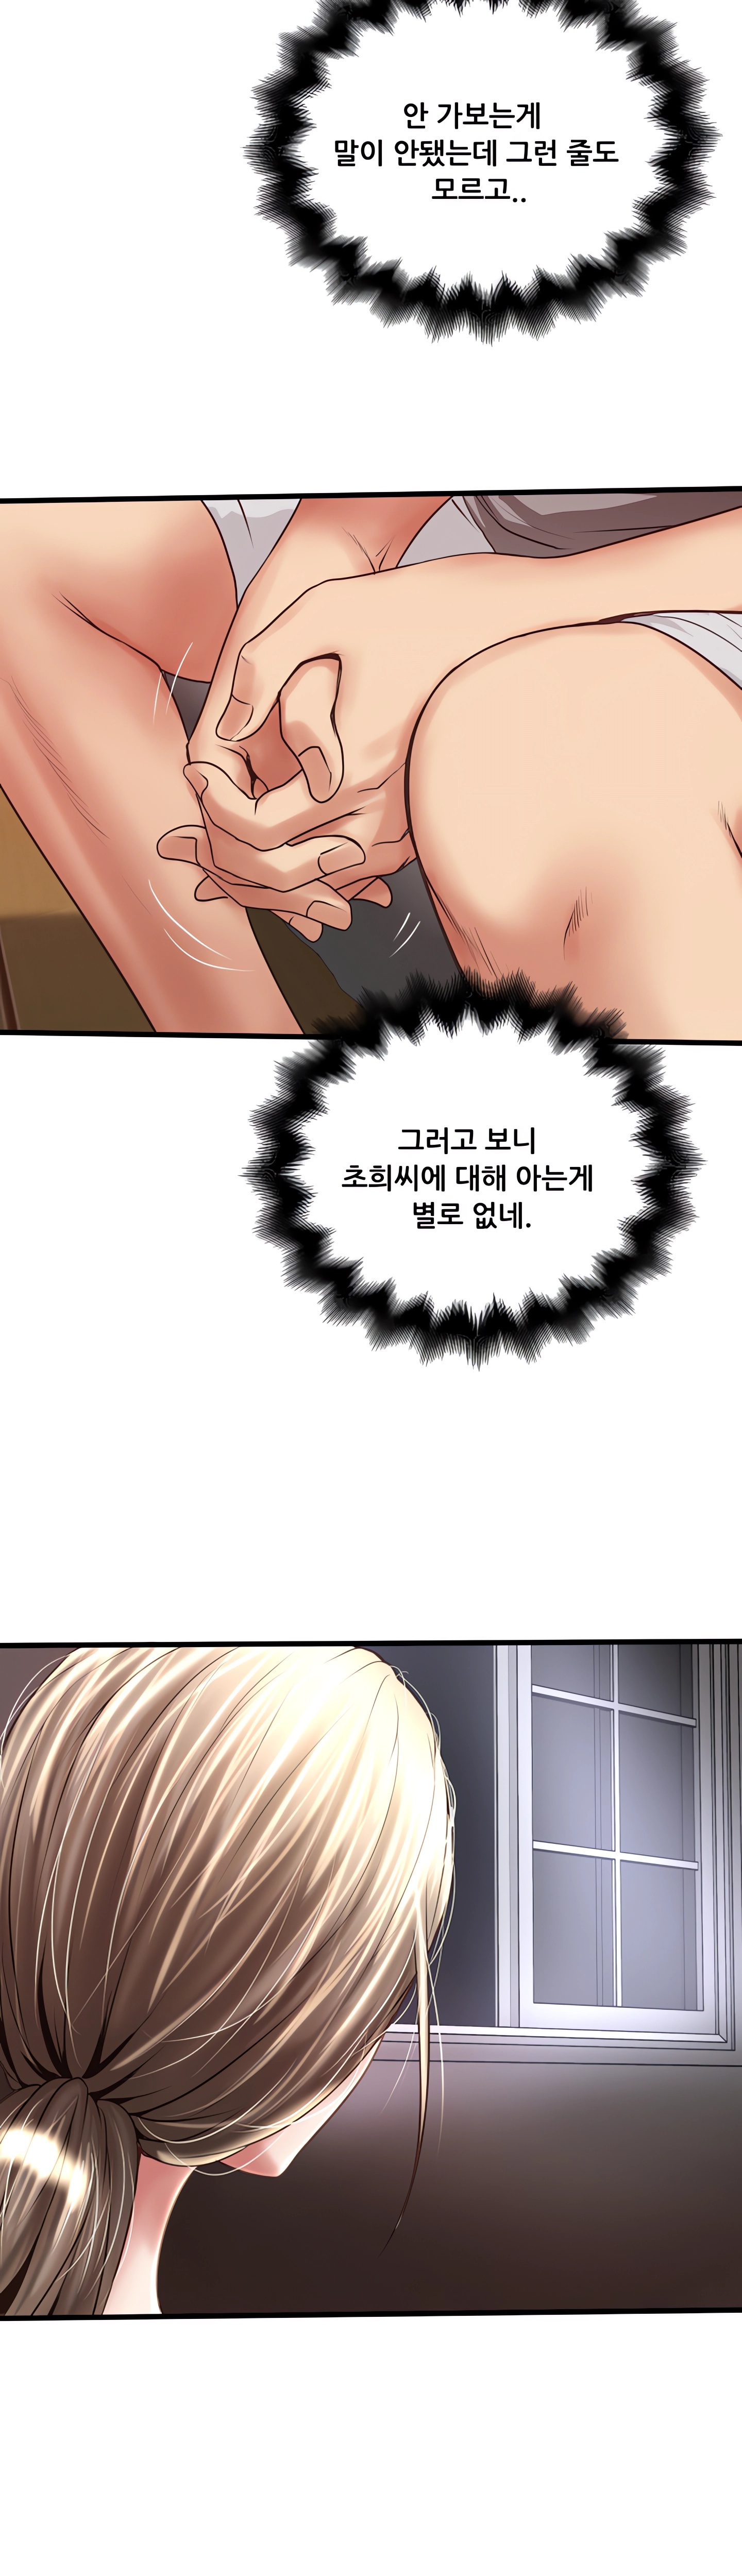 안 가보는게
말이 안됐는데 그런 줄도
모르고..
그러고 보니
초희씨에 대해 아는게
별로 없네.